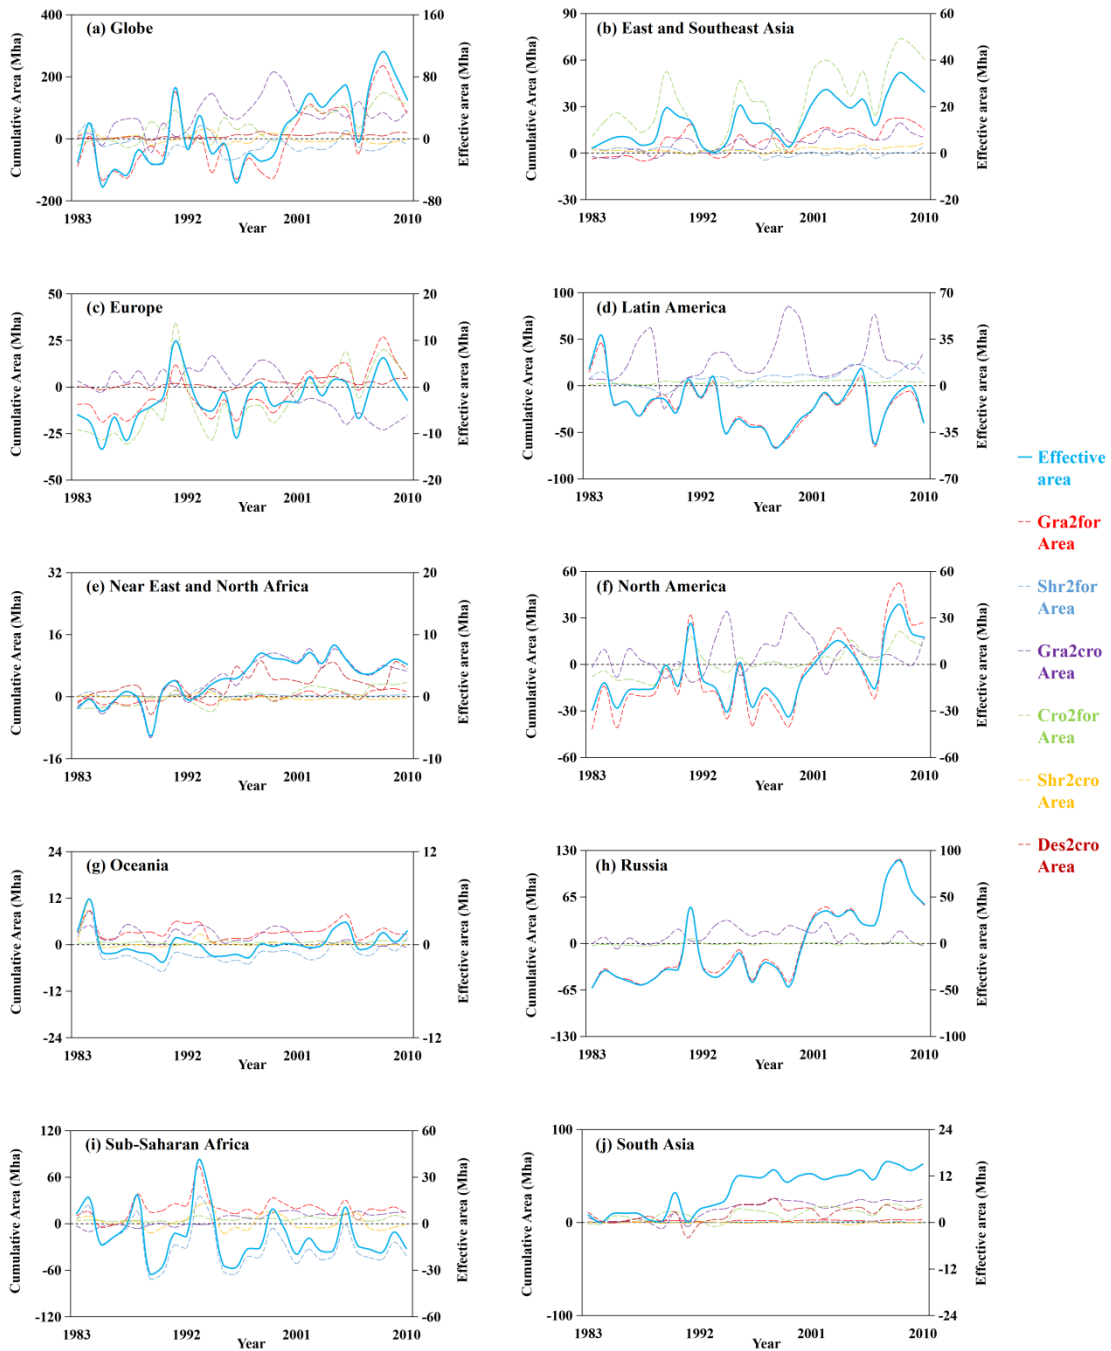 (a) Globe
Cumulative Area (Mha)
400
200
0
-200
160
80
0
-80
Effective area (Mha)
1983
1992
2001
2010
Year
(b) East and Southeast Asia
Cumulative Area (Mha)
90
60
30
0
-30
60
40
20
0
-20
Effective area (Mha)
1983
1992
2001
2010
Year
(c) Europe
Cumulative Area (Mha)
50
25
0
-25
-50
20
10
0
-10
-20
Effective area (Mha)
1983
1992
2001
2010
Year
(d) Latin America
Cumulative Area (Mha)
100
50
0
-50
-100
70
35
0
-35
-70
Effective area (Mha)
1983
1992
2001
2010
Year
(e) Near East and North Africa
Cumulative Area (Mha)
32
16
0
-16
20
10
0
-10
Effective area (Mha)
1983
1992
2001
2010
Year
(f) North America
Cumulative Area (Mha)
60
30
0
-30
-60
60
40
20
0
-20
-40
-60
Effective area (Mha)
1983
1992
2001
2010
Year
(g) Oceania
Cumulative Area (Mha)
24
12
0
-12
-24
12
0
-12
Effective area (Mha)
1983
1992
2001
2010
Year
(h) Russia
Cumulative Area (Mha)
130
65
0
-65
-130
100
50
0
-50
-100
Effective area (Mha)
1983
1992
2001
2010
Year
(i) Sub-Saharan Africa
Cumulative Area (Mha)
120
60
0
-60
-120
60
30
0
-30
-60
Effective area (Mha)
1983
1992
2001
2010
Year
(j) South Asia
Cumulative Area (Mha)
100
0
-100
24
12
0
-12
-24
Effective area (Mha)
1983
1992
2001
2010
Year
Effective
area
Gra2for
Area
Shr2for
Area
Gra2cro
Area
Cro2for
Area
Shr2cro
Area
Des2cro
Area